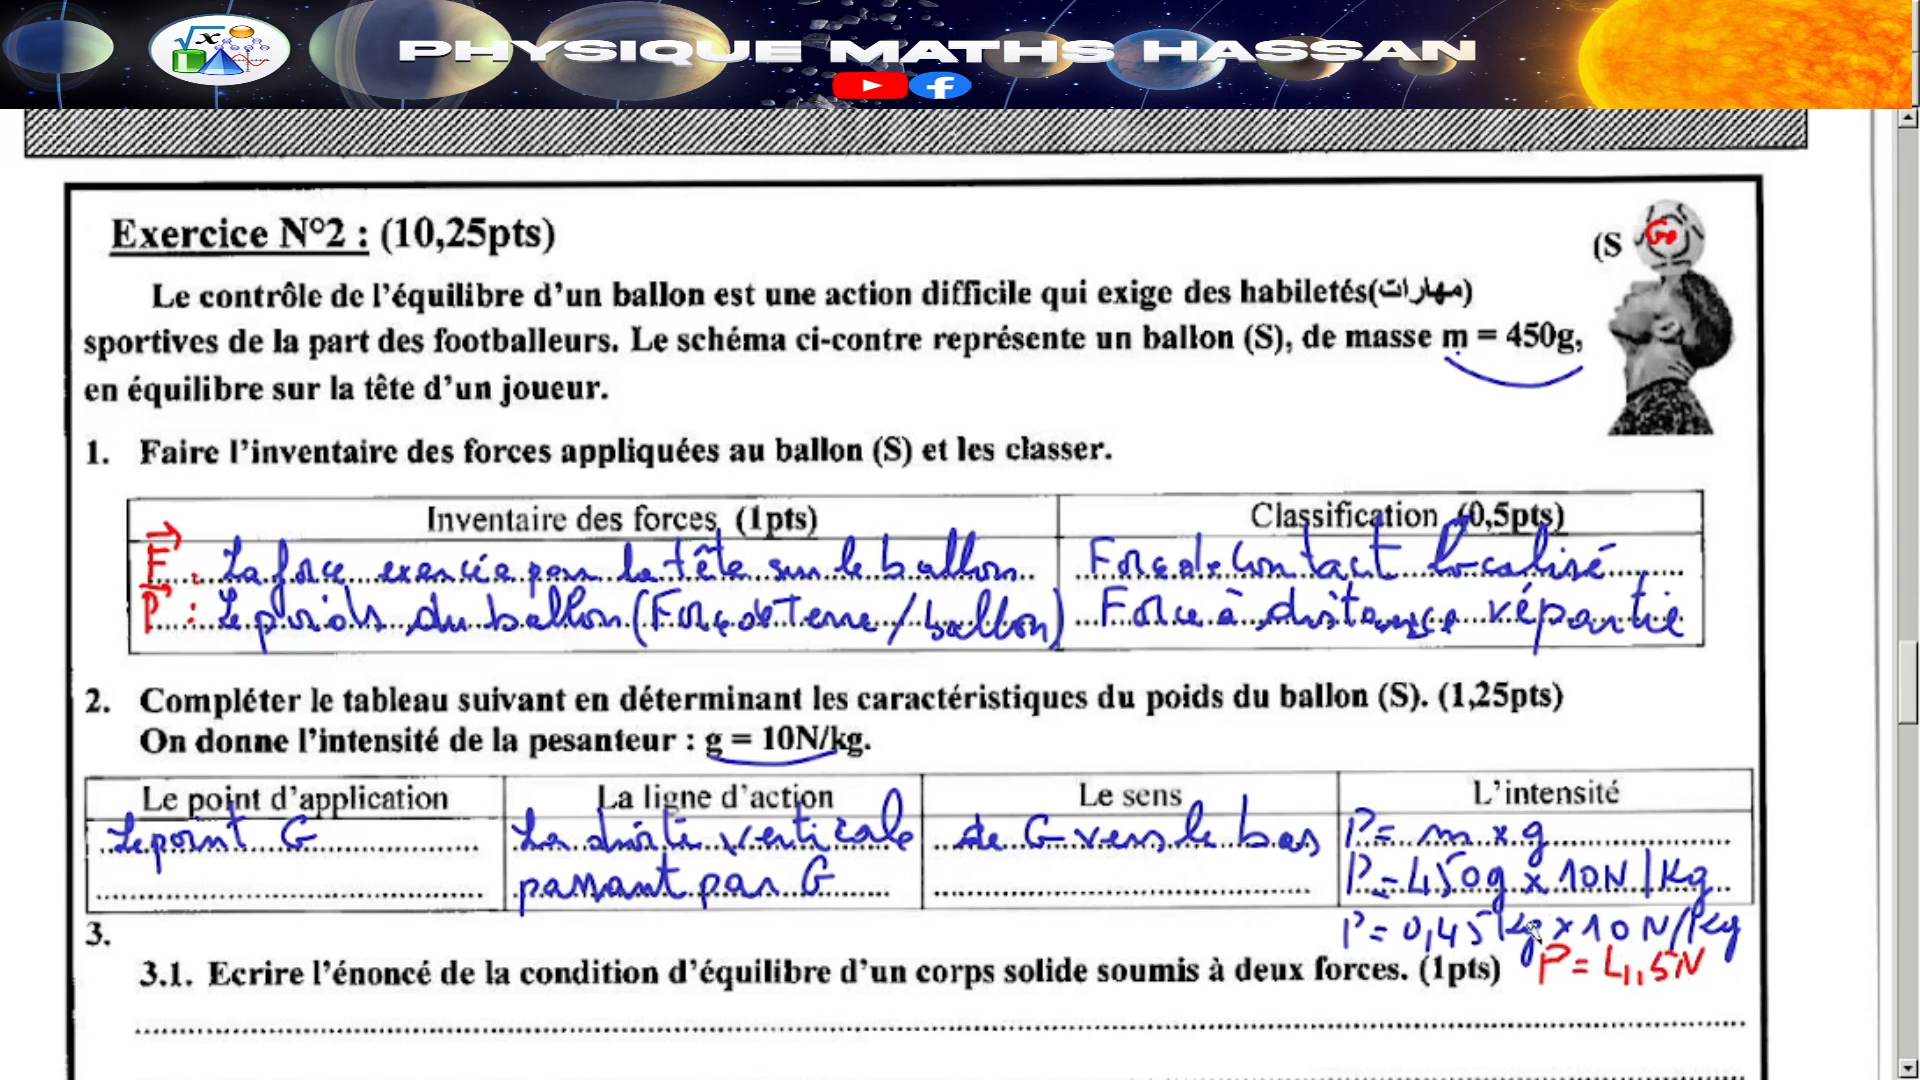 PHYSIQUE MATHS HASSAN
Exercice N°2 : (10,25pts)
(S
G
Le contrôle de l'équilibre d'un ballon est une action difficile qui exige des habiletés(مهارات)
sportives de la part des footballeurs. Le schéma ci-contre représente un ballon (S), de masse m = 450g,
en équilibre sur la tête d'un joueur.
1. Faire l'inventaire des forces appliquées au ballon (S) et les classer.
Inventaire des forces (1pts) Classification (0,5pts)
F : La force exercée par la tête sur le ballon Force de contact localisé
P : Le poids du ballon (Force de Terre / ballon) Force à distance répartie
2. Compléter le tableau suivant en déterminant les caractéristiques du poids du ballon (S). (1,25pts)
On donne l'intensité de la pesanteur : g = 10N/kg.
Le point d'application La ligne d'action Le sens L'intensité
Le point G La droite verticale de G vers le bas P = m x g
passant par G P = 450g x 10N/Kg
3. P = 0,45 kg x 10 N/Kg
3.1. Ecrire l'énoncé de la condition d'équilibre d'un corps solide soumis à deux forces. (1pts) P = 4,5N